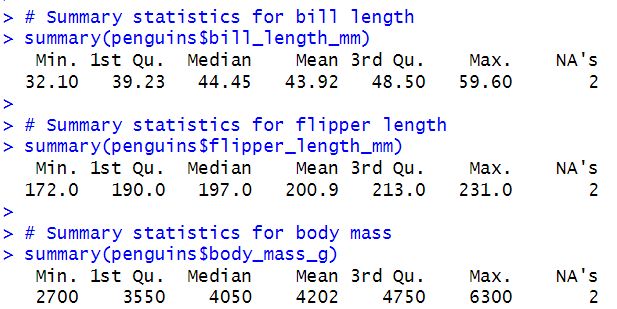 > # Summary statistics for bill length
> summary(penguins$bill_length_mm)
   Min. 1st Qu.  Median    Mean 3rd Qu.    Max.    NA's
  32.10   39.23   44.45   43.92   48.50   59.60       2
>
> # Summary statistics for flipper length
> summary(penguins$flipper_length_mm)
   Min. 1st Qu.  Median    Mean 3rd Qu.    Max.    NA's
  172.0   190.0   197.0   200.9   213.0   231.0       2
>
> # Summary statistics for body mass
> summary(penguins$body_mass_g)
   Min. 1st Qu.  Median    Mean 3rd Qu.    Max.    NA's
   2700    3550    4050    4202    4750    6300       2